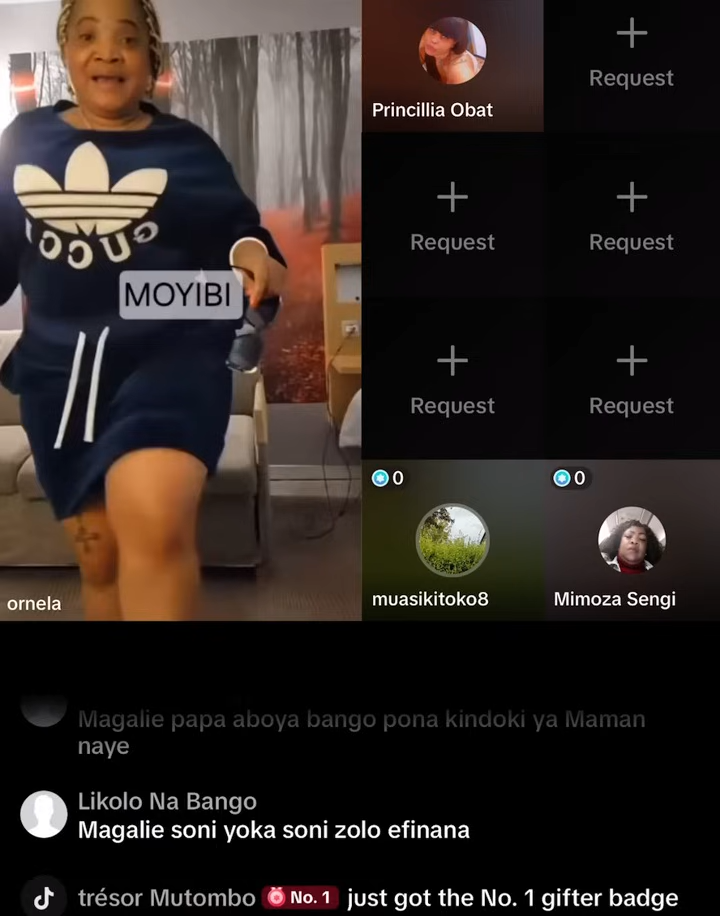 Princillia Obat
Request
Request
Request
Request
Request
GUCCI
MOYIBI
ornela
0
muasikitoko8
0
Mimoza Sengi
Magalie papa aboya bango pona kindoki ya Maman
naye
Likolo Na Bango
Magalie soni yoka soni zolo efinana
trésor Mutombo No. 1 just got the No. 1 gifter badge